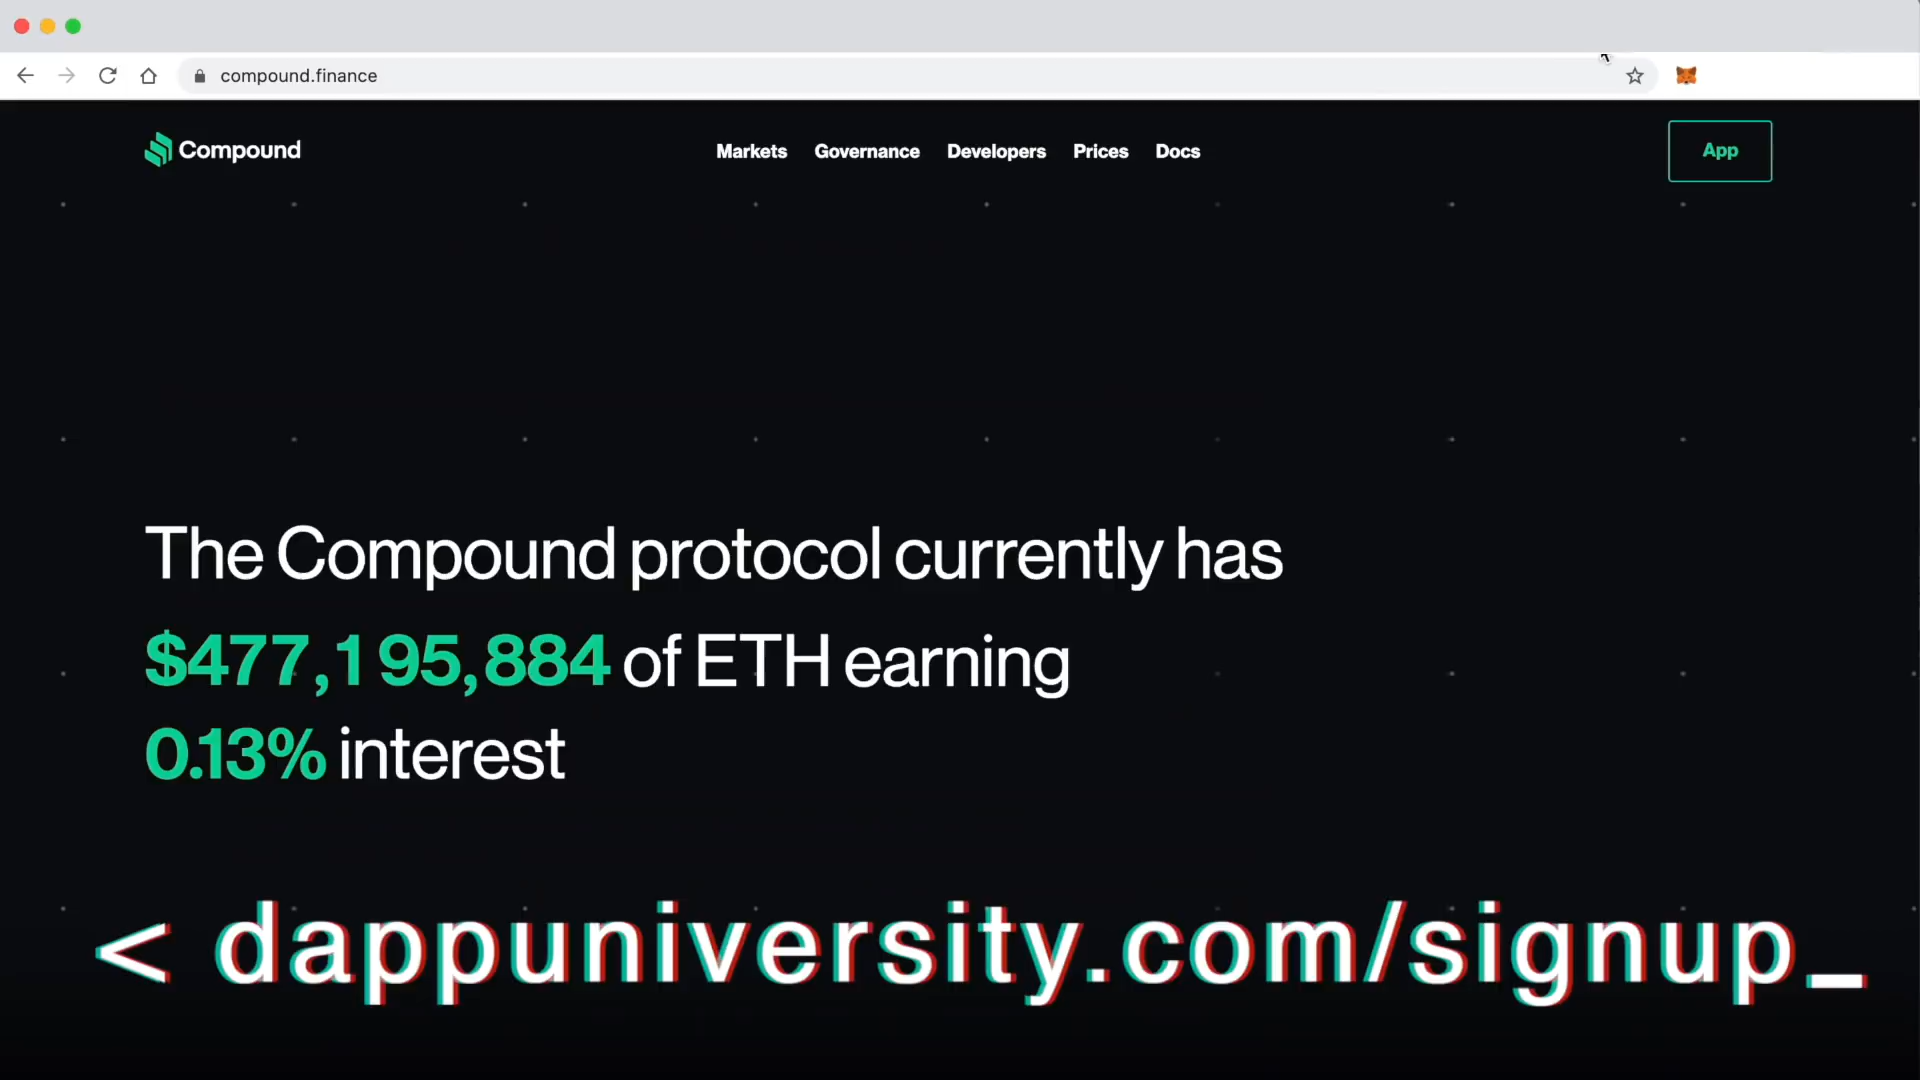 compound.finance
Compound
Markets Governance Developers Prices Docs
App
The Compound protocol currently has
$477,195,884 of ETH earning
0.13% interest
< dappuniversity.com/signup_